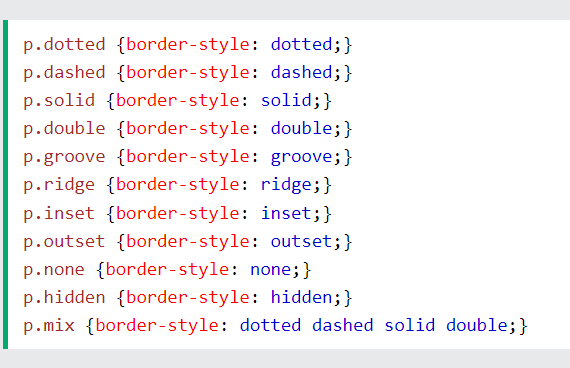 p.dotted {border-style: dotted;}
p.dashed {border-style: dashed;}
p.solid {border-style: solid;}
p.double {border-style: double;}
p.groove {border-style: groove;}
p.ridge {border-style: ridge;}
p.inset {border-style: inset;}
p.outset {border-style: outset;}
p.none {border-style: none;}
p.hidden {border-style: hidden;}
p.mix {border-style: dotted dashed solid double;}